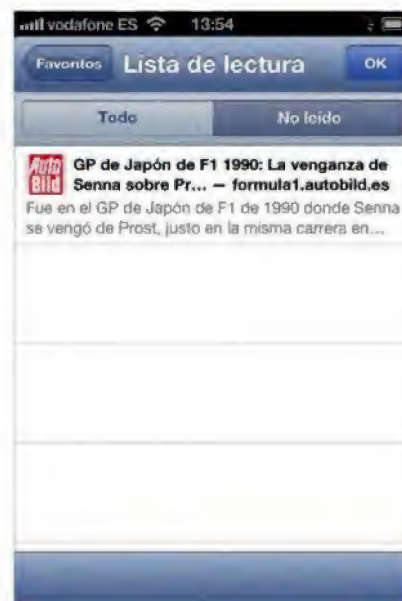 vodafone ES 13:54
Favoritos Lista de lectura OK
Todo No leído
Auto Bild
GP de Japón de F1 1990: La venganza de
Senna sobre Pr... — formula1.autobild.es
Fue en el GP de Japón de F1 de 1990 donde Senna
se vengó de Prost, justo en la misma carrera en...